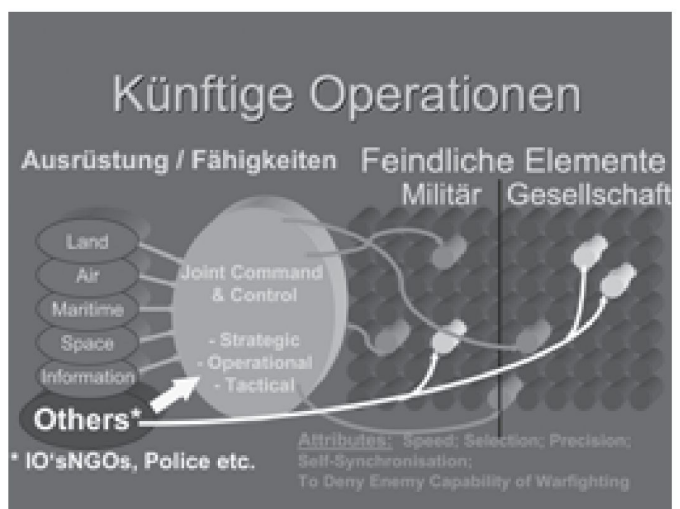 Künftige Operationen
Ausrüstung / Fähigkeiten
Feindliche Elemente
Militär
Gesellschaft
Land
Air
Maritime
Space
Information
Others*
Joint Command
& Control
- Strategic
- Operational
- Tactical
* IO'sNGOs, Police etc.
Attributes: Speed; Selection; Precision;
Self-Synchronisation;
To Deny Enemy Capability of Warfighting